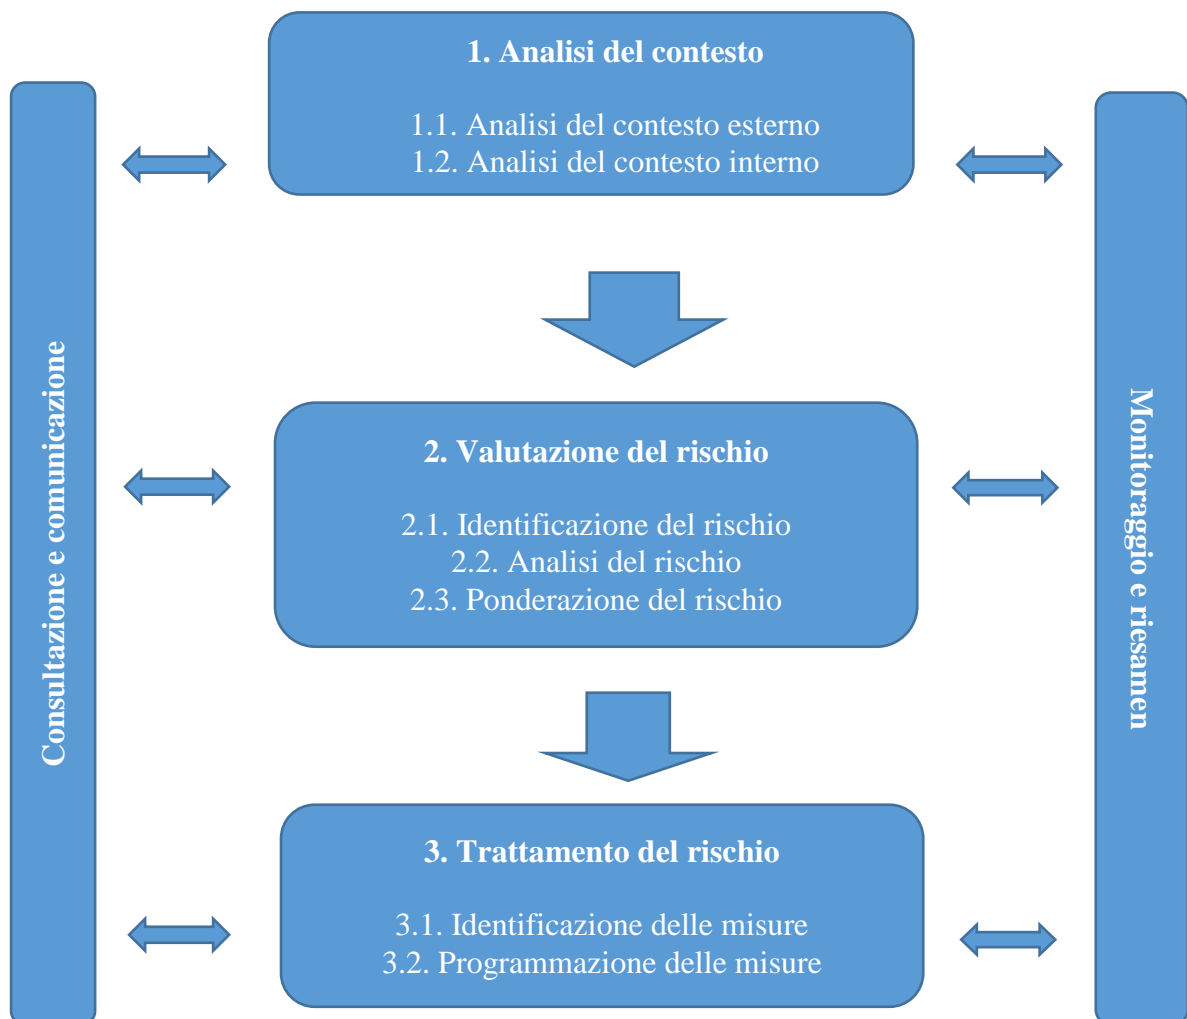 1. Analisi del contesto
1.1. Analisi del contesto esterno
1.2. Analisi del contesto interno
Consultazione e comunicazione
2. Valutazione del rischio
2.1. Identificazione del rischio
2.2. Analisi del rischio
2.3. Ponderazione del rischio
Monitoraggio e riesamen
3. Trattamento del rischio
3.1. Identificazione delle misure
3.2. Programmazione delle misure